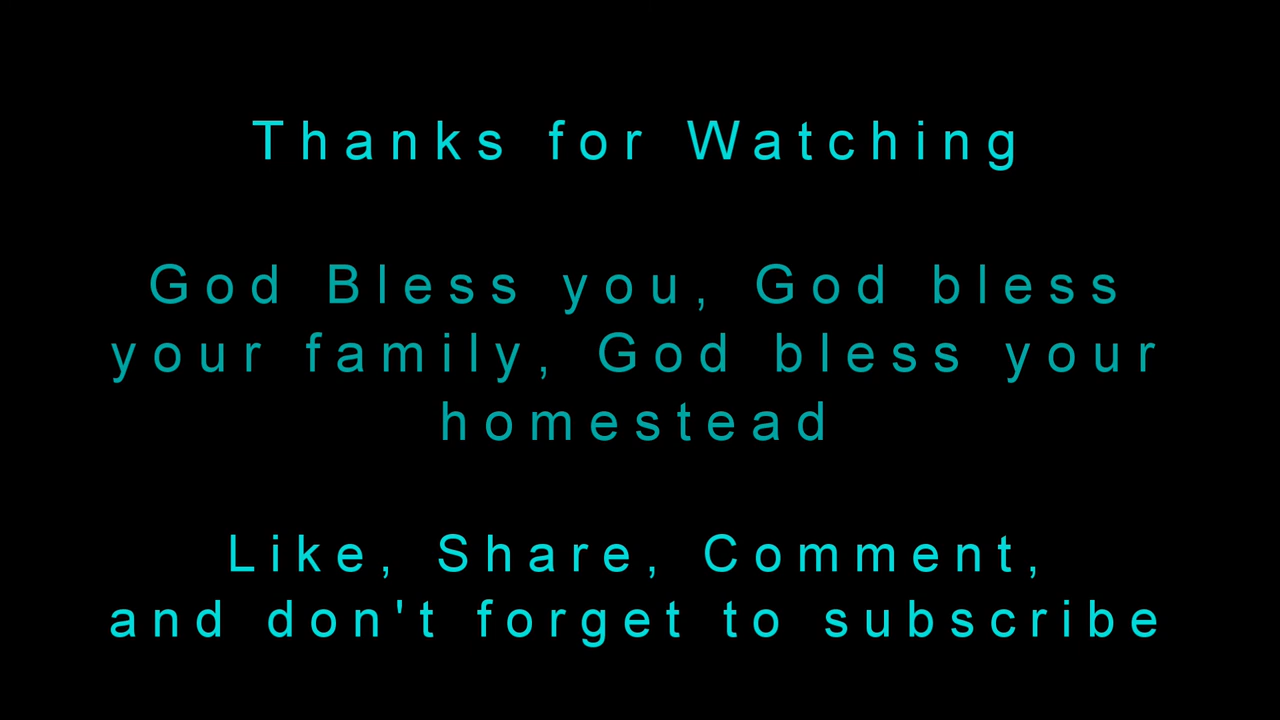 Thanks for Watching
God Bless you, God bless
your family, God bless your
homestead
Like, Share, Comment,
and don't forget to subscribe